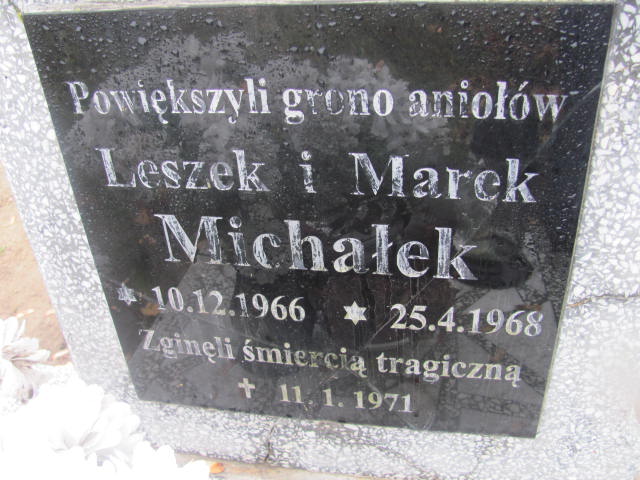 Powiększyli grono aniołów
Leszek i Marek
Michałek
* 10.12.1966 * 25.4.1968
Zginęli śmiercią tragiczną
✝ 11. 1. 1971